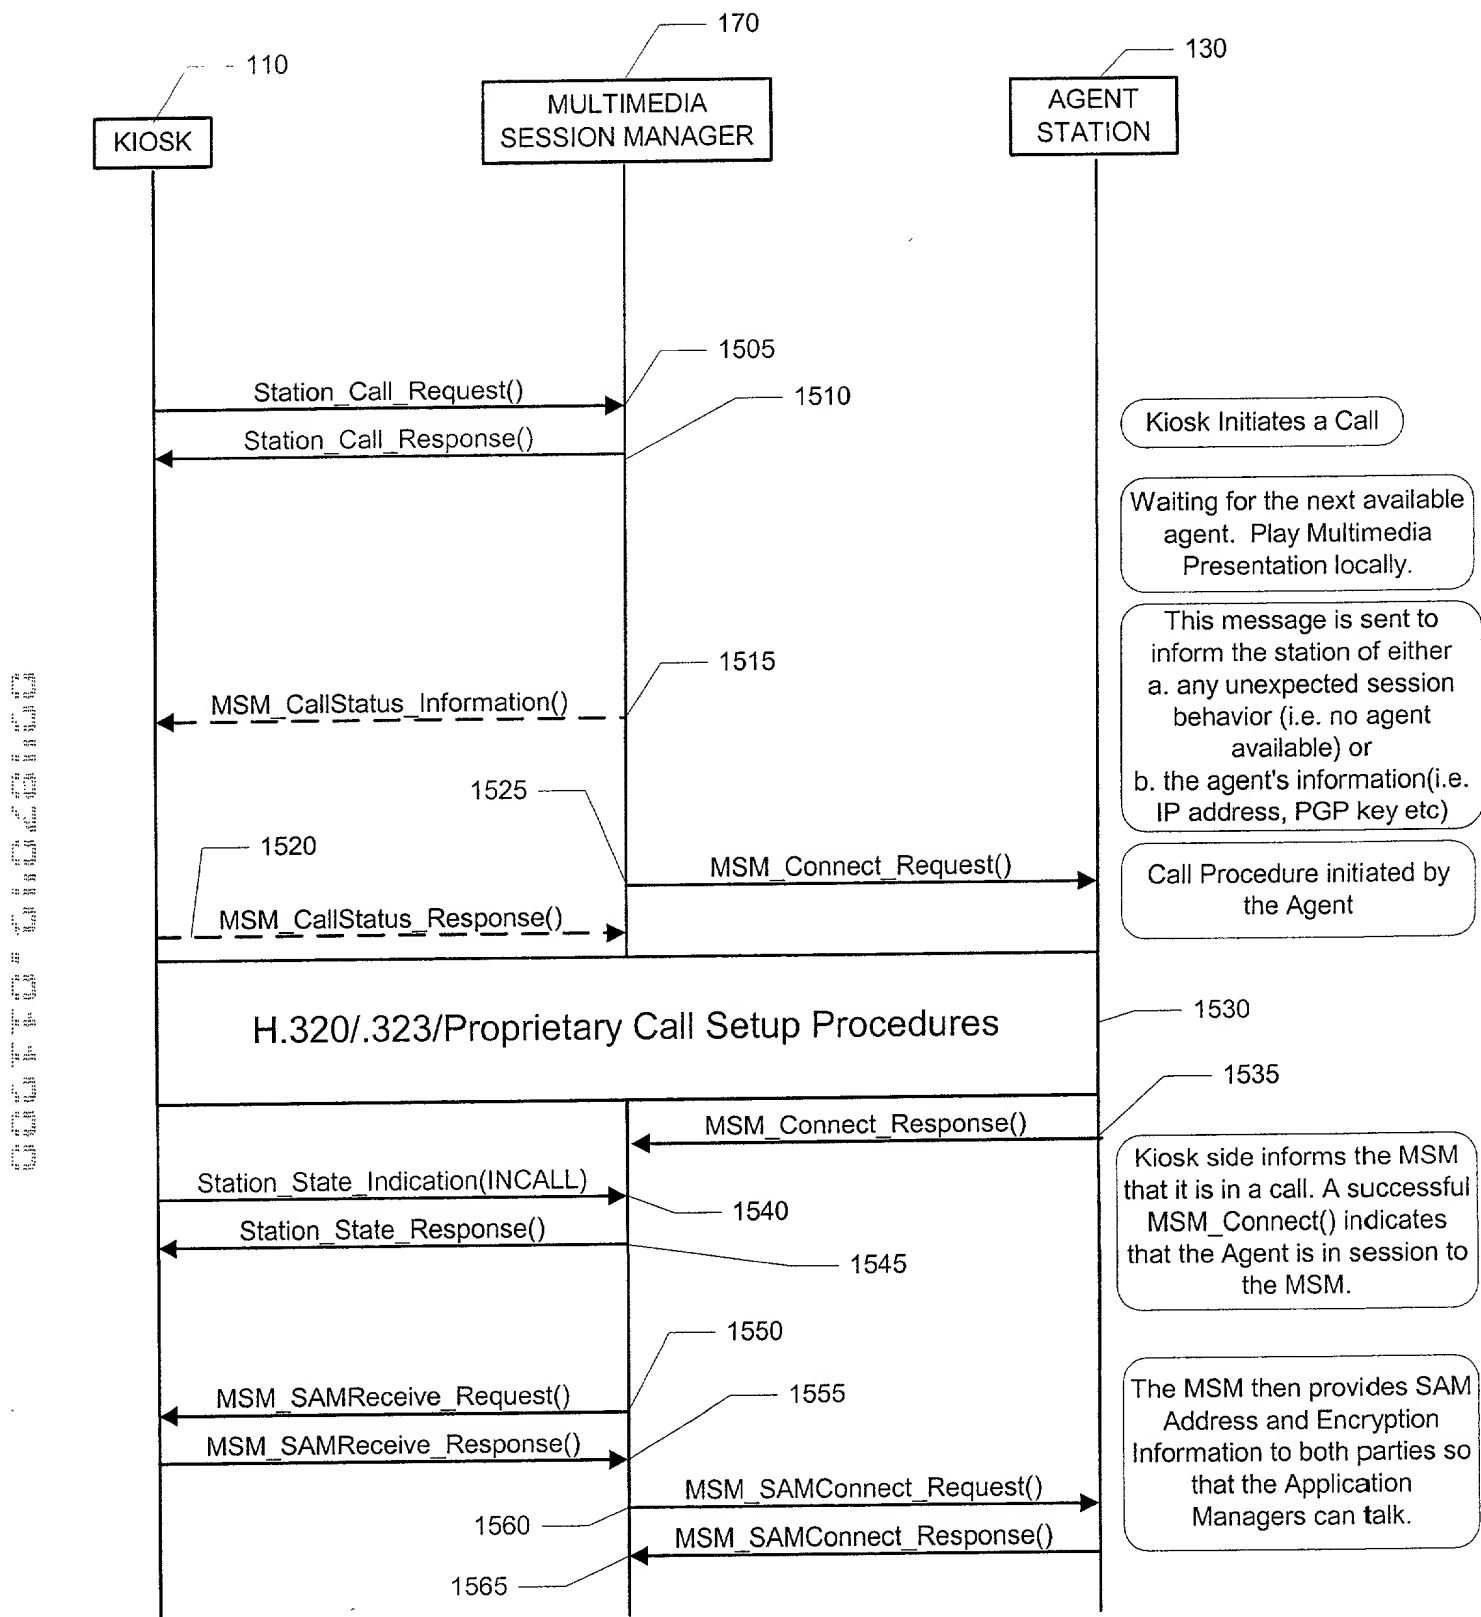 170
130
110
MULTIMEDIA
SESSION MANAGER
AGENT
STATION
KIOSK
1505
Station_Call_Request()
1510
Kiosk Initiates a Call
Station_Call_Response()
Waiting for the next available
agent. Play Multimedia
Presentation locally.
This message is sent to
inform the station of either
a. any unexpected session
behavior (i.e. no agent
available) or
b. the agent's information(i.e.
IP address, PGP key etc)
1515
MSM_CallStatus_Information()
1525
1520
MSM_Connect_Request()
Call Procedure initiated by
the Agent
MSM_CallStatus_Response()
H.320/.323/Proprietary Call Setup Procedures
1530
1535
MSM_Connect_Response()
Kiosk side informs the MSM
that it is in a call. A successful
MSM_Connect() indicates
that the Agent is in session to
the MSM.
Station_State_Indication(INCALL)
1540
Station_State_Response()
1545
1550
MSM_SAMReceive_Request()
1555
MSM_SAMReceive_Response()
The MSM then provides SAM
Address and Encryption
Information to both parties so
that the Application
Managers can talk.
MSM_SAMConnect_Request()
1560
MSM_SAMConnect_Response()
1565